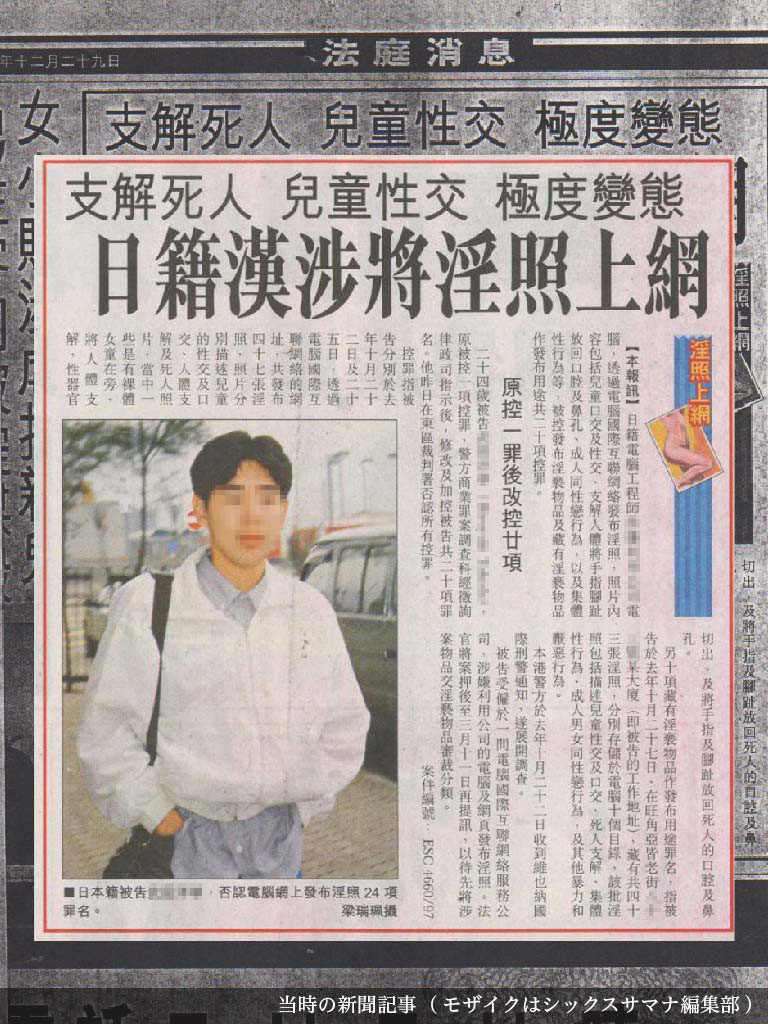 年十二月二十九日
法庭消息
支解死人 兒童性交 極度變態
支解死人 兒童性交 極度變態
日籍漢涉將淫照上網
淫照上網
【本報訊】日籍電腦工程師 電
腦,透過電腦國際互聯網絡發布淫照,照片內
容包括兒童口交及性交、支解人體將手指腳趾
放回口腔及鼻孔、成人同性戀行為,以及集體
性行為等,被控發布淫褻物品及藏有淫褻物品
作發布用途共二十項控罪。
原控一罪後改控廿項
二十四歲被告
原被控一項控罪,警方商業罪案調查科經徵詢
律政司指示後,修改及加控被告共二十項罪
名。他昨日在東區裁判署否認所有控罪。
控罪指被
告分別於去
年十月二十
二日及二十
五日,透過
電腦國際互
聯網絡的網
址,共發布
四十七張淫
照,照片分
別描述兒童
的性交及口
交、人體支
解及死人照
片,當中一
些是有裸體
女童在旁、
將人體支
解,性器官
切出,及將手指及腳趾放回死人的口腔及鼻
孔。
另十項藏有淫褻物品作發布用途罪名,指被
告於去年十月二十七日,在旺角亞皆老街
某大廈(即被告的工作地址),藏有共四十
三張淫照,分別存儲於電腦十個目錄,該批淫
照包括描述兒童性交及口交、死人支解、集體
性行為、成人男女同性戀行為,及其他暴力和
厭惡行為。
本港警方於去年十月二十二日收到維也納國
際刑警通知,遂展開調查。
被告受僱於一間電腦國際互聯網絡服務公
司,涉嫌利用公司的電腦及網頁發布淫照。法
官將案押後至三月十一日再提訊,以待先將涉
案物品交淫褻物品審裁分類。
案件編號:ESC 4660/97
■日本籍被告 ,否認電腦網上發布淫照24項
罪名。 梁瑞珮攝
切出,及將手指及腳趾放回死人的口腔及鼻
当時の新聞記事(モザイクはシックスサマナ編集部)